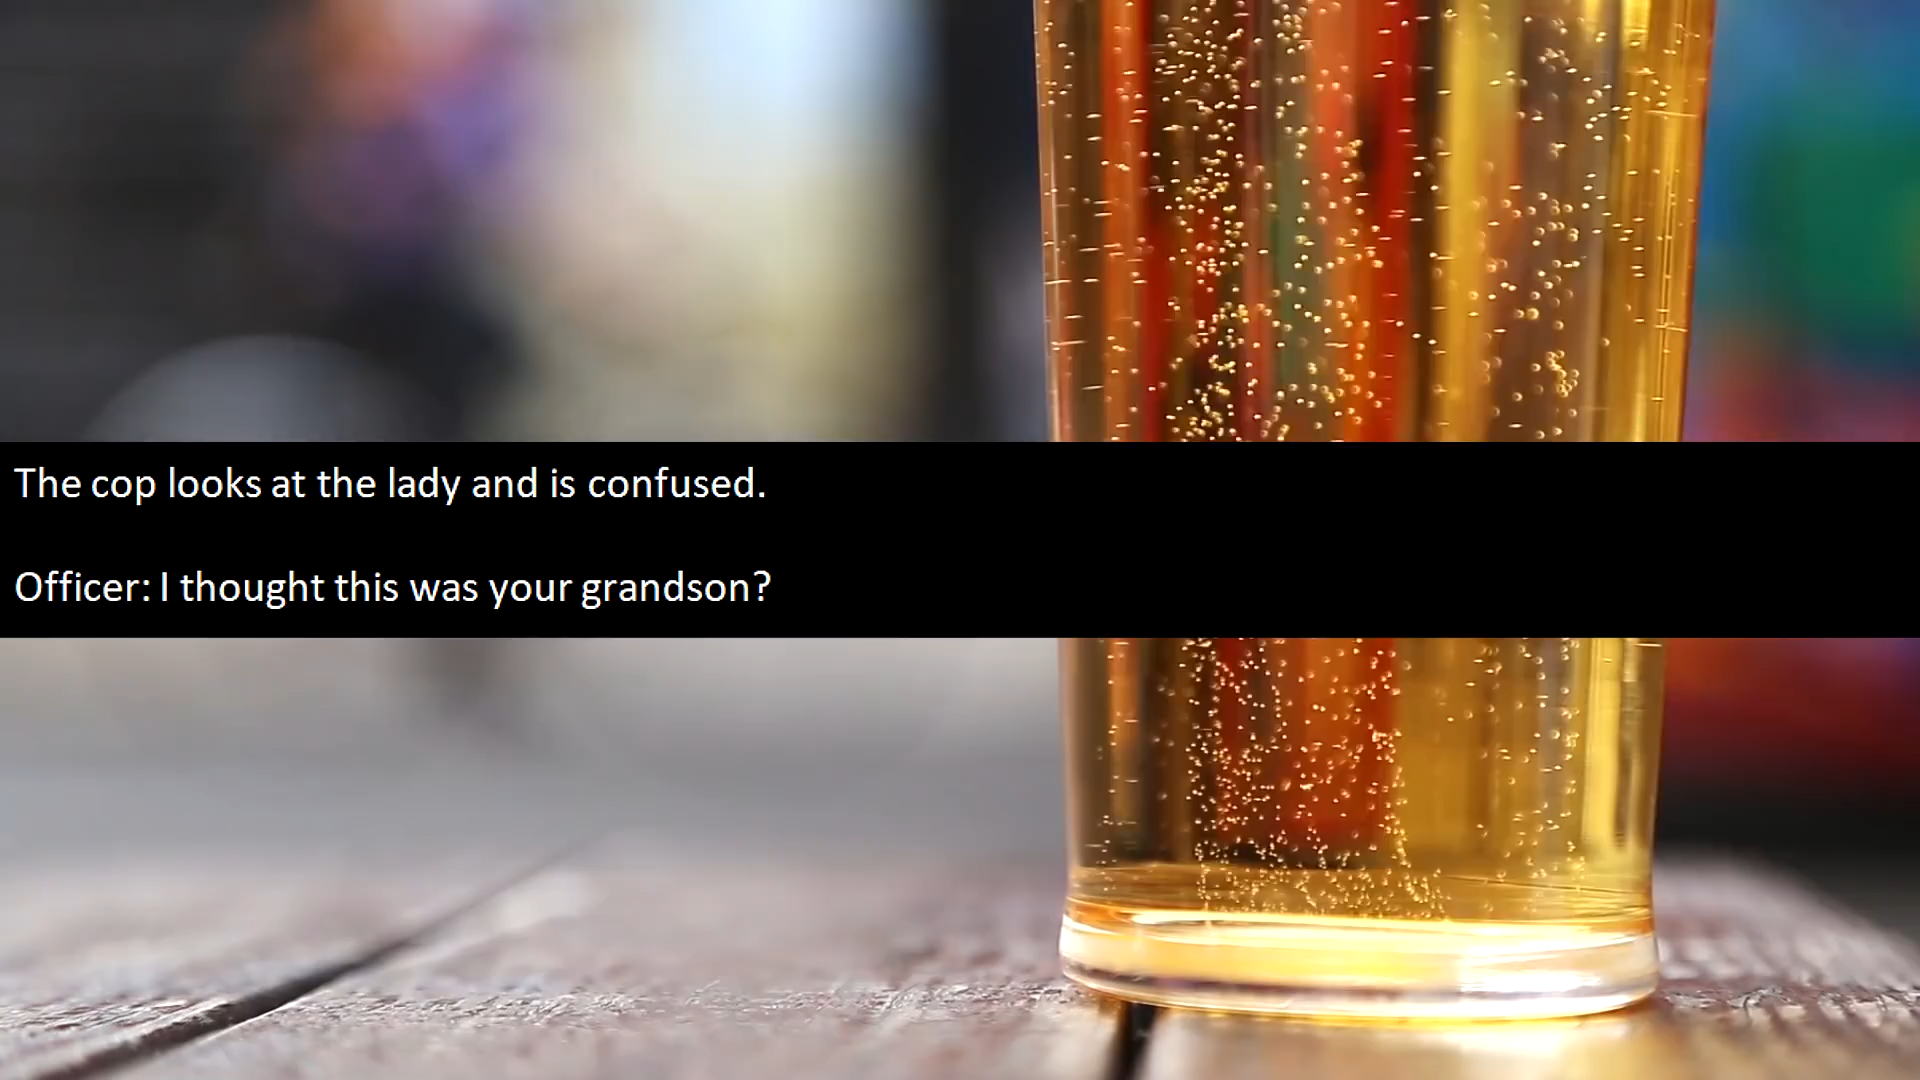 The cop looks at the lady and is confused.
Officer: I thought this was your grandson?